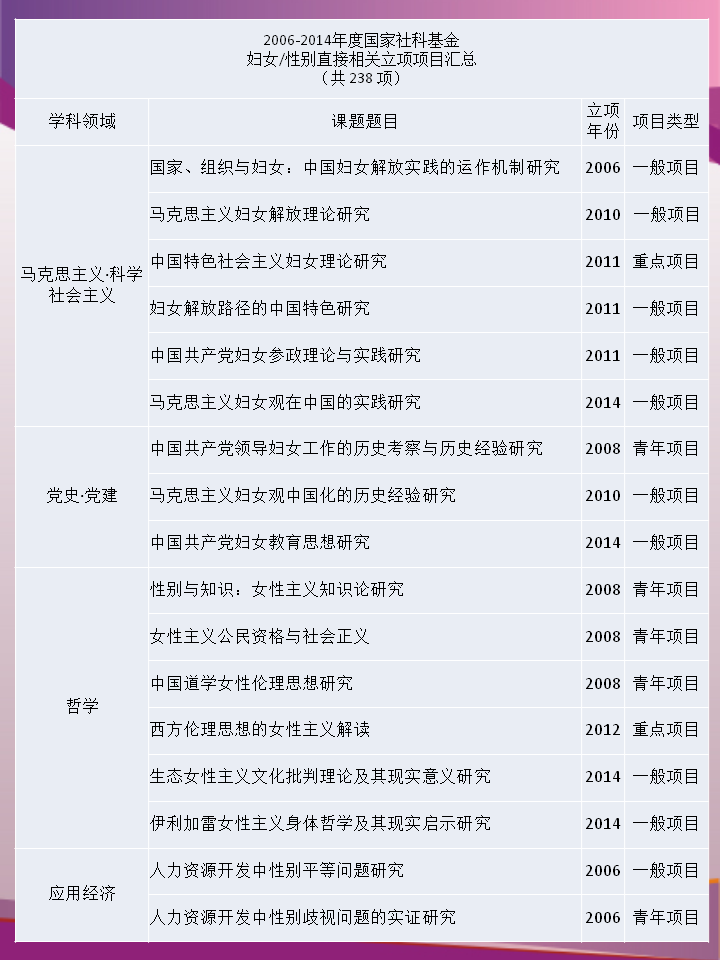 2006-2014年度国家社科基金
妇女/性别直接相关立项项目汇总
（共 238 项）
学科领域 课题题目 立项年份 项目类型
马克思主义·科学社会主义
国家、组织与妇女：中国妇女解放实践的运作机制研究 2006 一般项目
马克思主义妇女解放理论研究 2010 一般项目
中国特色社会主义妇女理论研究 2011 重点项目
妇女解放路径的中国特色研究 2011 一般项目
中国共产党妇女参政理论与实践研究 2011 一般项目
马克思主义妇女观在中国的实践研究 2014 一般项目
党史·党建
中国共产党领导妇女工作的历史考察与历史经验研究 2008 青年项目
马克思主义妇女观中国化的历史经验研究 2010 一般项目
中国共产党妇女教育思想研究 2014 一般项目
哲学
性别与知识：女性主义知识论研究 2008 青年项目
女性主义公民资格与社会正义 2008 青年项目
中国道学女性伦理思想研究 2008 青年项目
西方伦理思想的女性主义解读 2012 重点项目
生态女性主义文化批判理论及其现实意义研究 2014 一般项目
伊利加雷女性主义身体哲学及其现实启示研究 2014 一般项目
应用经济
人力资源开发中性别平等问题研究 2006 一般项目
人力资源开发中性别歧视问题的实证研究 2006 青年项目